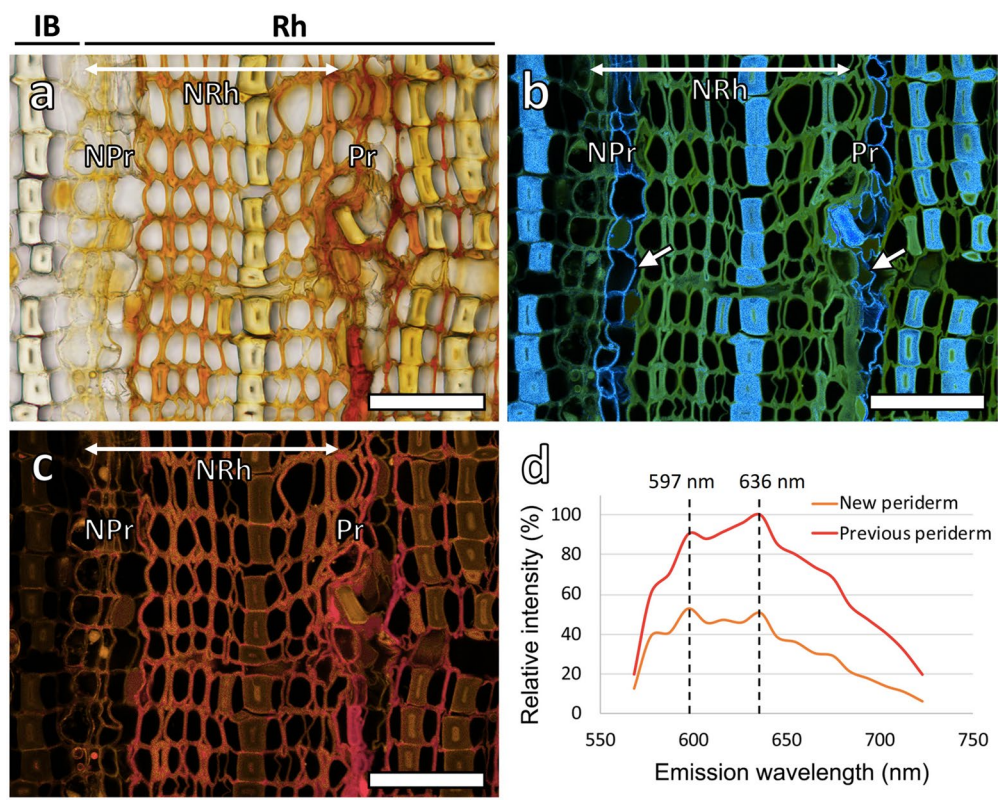 IB Rh
a NRh NPr Pr
b NRh NPr Pr
c NRh NPr Pr
d
597 nm 636 nm
New periderm
Previous periderm
Relative intensity (%)
100
80
60
40
20
0
550 600 650 700 750
Emission wavelength (nm)